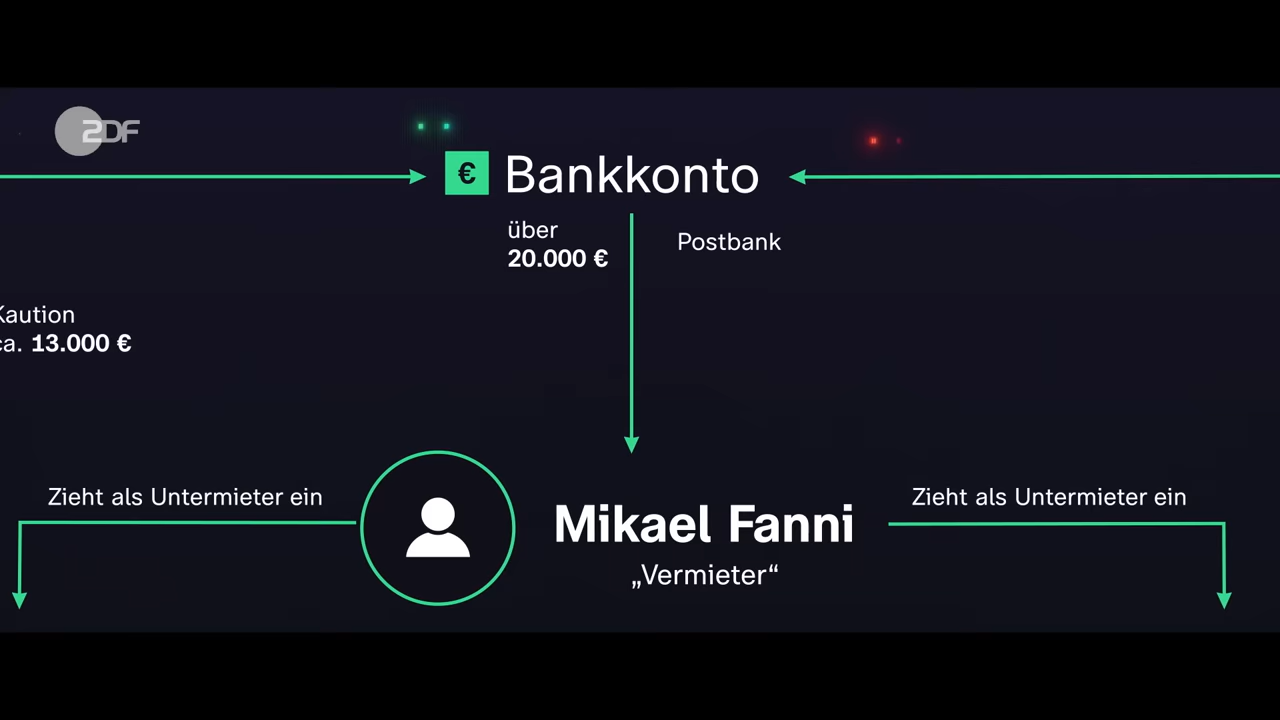 ZDF
€ Bankkonto
über
20.000 €
Postbank
Kaution
ca. 13.000 €
Zieht als Untermieter ein
Zieht als Untermieter ein
Mikael Fanni
„Vermieter“